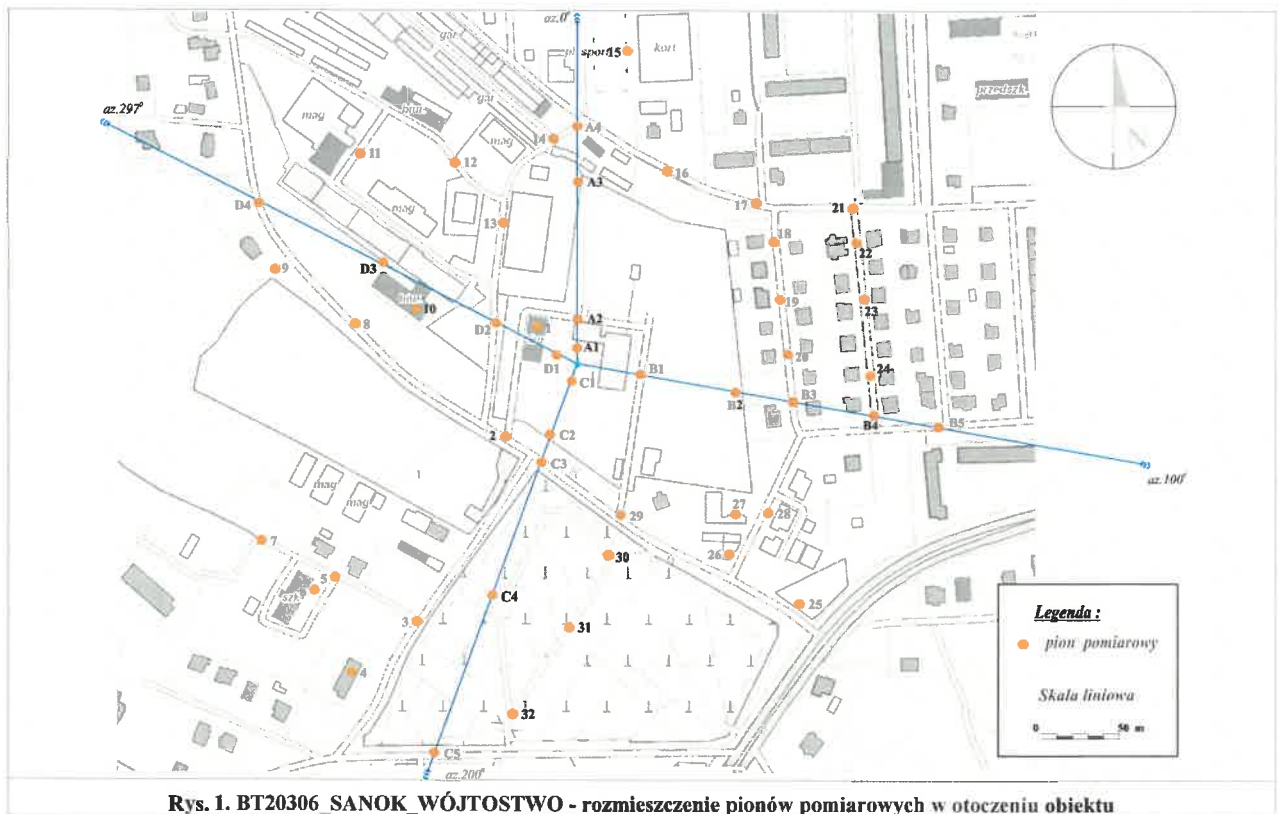 az.0°
15
sport
kort
gar
gar
gar
przedsz.
az.297°
mag
biur
mag
A4
14
11
12
16
A3
mag
17
21
D4
13
18
22
9
D3
biur
10
19
23
8
D2
1
A2
A1
D1
20
24
C1
B1
B2
B3
B4
B5
2
C2
C3
az.100°
mag
mag
29
27
28
7
30
26
5
szk
C4
25
3
31
4
32
C5
az.200°
Legenda :
pion pomiarowy
Skala liniowa
0 50 m
Rys. 1. BT20306_SANOK_WÓJTOSTWO - rozmieszczenie pionów pomiarowych w otoczeniu obiektu